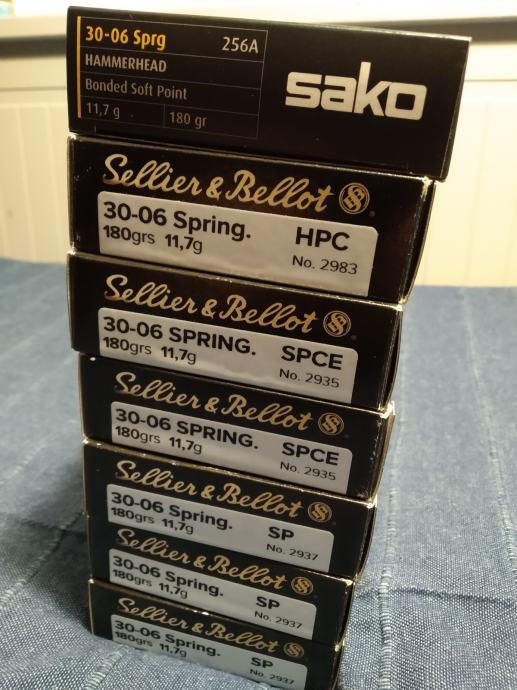 30-06 Sprg 256A
HAMMERHEAD
Bonded Soft Point
11,7 g 180 gr
sako
Sellier & Bellot
30-06 Spring. HPC
180grs 11,7g No. 2983
Sellier & Bellot
30-06 SPRING. SPCE
180grs 11,7g No. 2935
Sellier & Bellot
30-06 SPRING. SPCE
180grs 11,7g No. 2935
Sellier & Bellot
30-06 Spring. SP
180grs 11,7g No. 2937
Sellier & Bellot
30-06 Spring. SP
180grs 11,7g No. 2937
Sellier & Bellot
30-06 Spring. SP
180grs 11,7g No. 2937